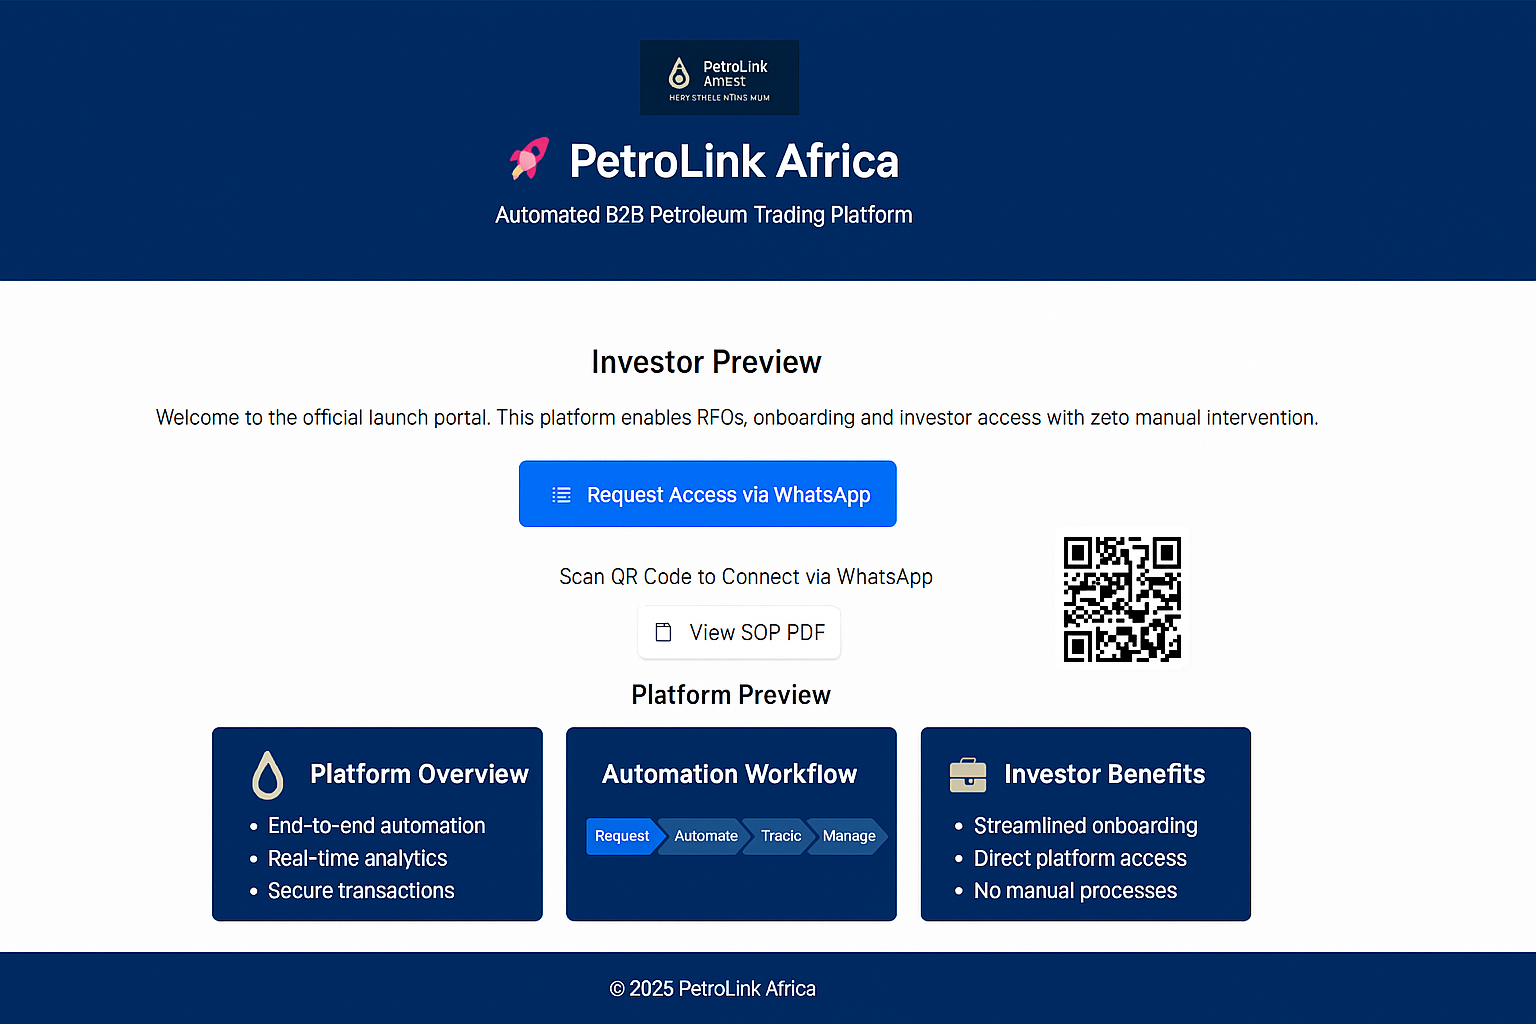 PetroLink
AMEST
HERY STHELE NTINS MUM
PetroLink Africa
Automated B2B Petroleum Trading Platform
Investor Preview
Welcome to the official launch portal. This platform enables RFOs, onboarding and investor access with zeto manual intervention.
Request Access via WhatsApp
Scan QR Code to Connect via WhatsApp
View SOP PDF
Platform Preview
Platform Overview
• End-to-end automation
• Real-time analytics
• Secure transactions
Automation Workflow
Request
Automate
Tracic
Manage
Investor Benefits
• Streamlined onboarding
• Direct platform access
• No manual processes
© 2025 PetroLink Africa